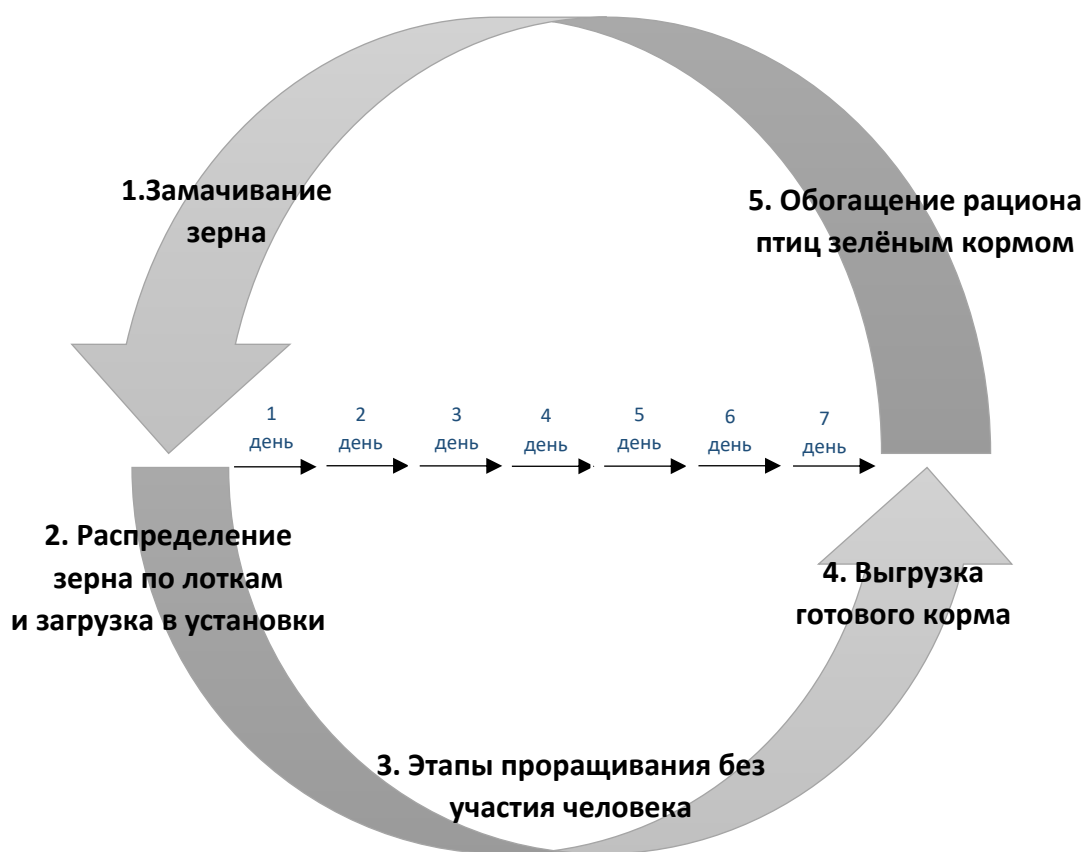 1.Замачивание
зерна
5. Обогащение рациона
птиц зелёным кормом
1
день
2
день
3
день
4
день
5
день
6
день
7
день
2. Распределение
зерна по лоткам
и загрузка в установки
4. Выгрузка
готового корма
3. Этапы проращивания без
участия человека